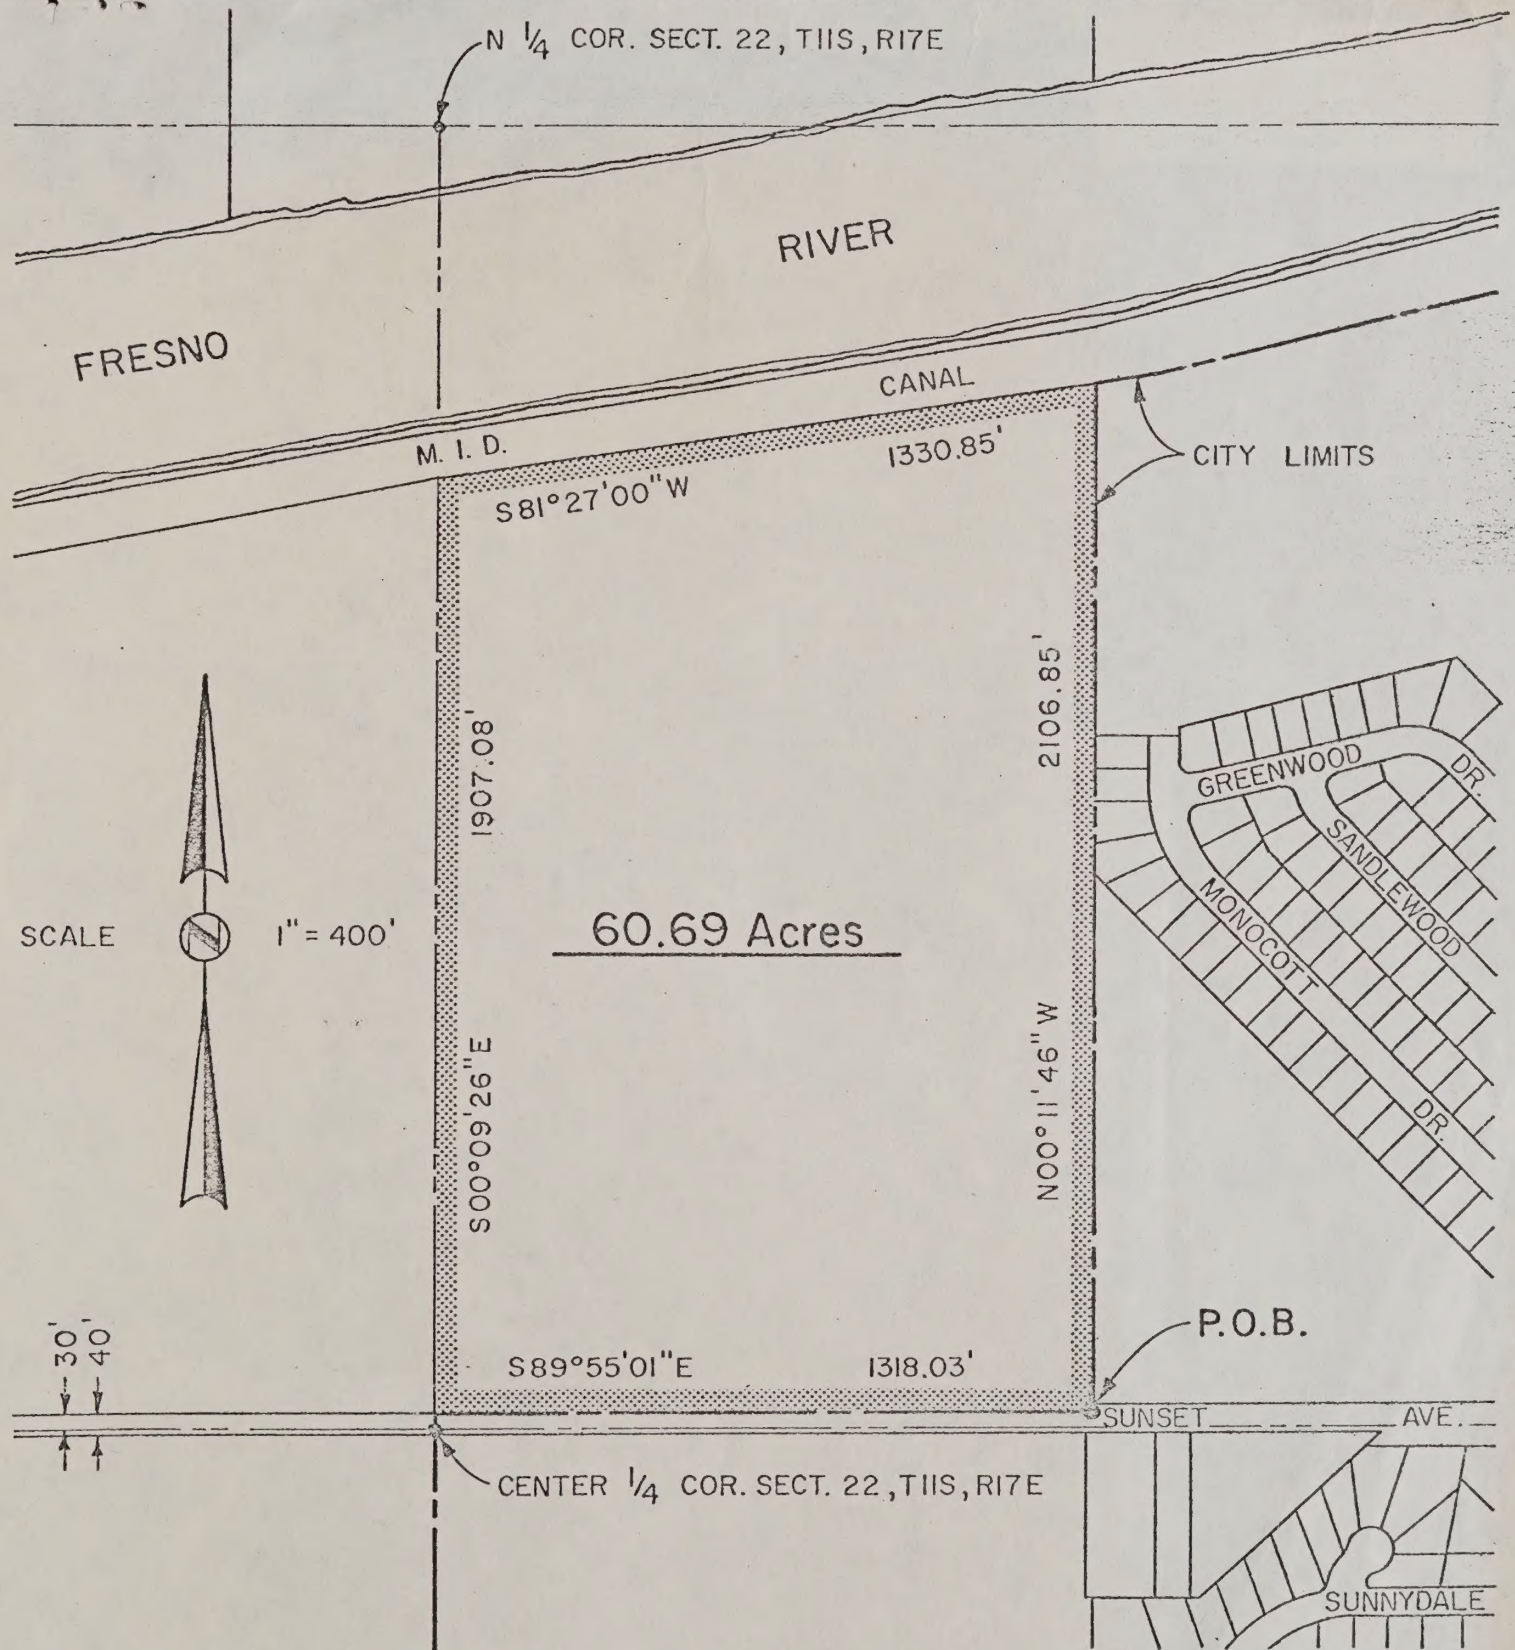 N 1/4 COR. SECT. 22, T11S, R17E
RIVER
FRESNO
CANAL
M. I. D.
1330.85'
S81°27'00"W
CITY LIMITS
2106.85'
1907.08'
GREENWOOD DR.
SANDLEWOOD
MONOCOTT DR.
SCALE 1" = 400'
N
60.69 Acres
N00°11'46"W
S00°09'26"E
P.O.B.
30'
40'
S89°55'01"E 1318.03'
SUNSET AVE.
CENTER 1/4 COR. SECT. 22, T11S, R17E
SUNNYDALE